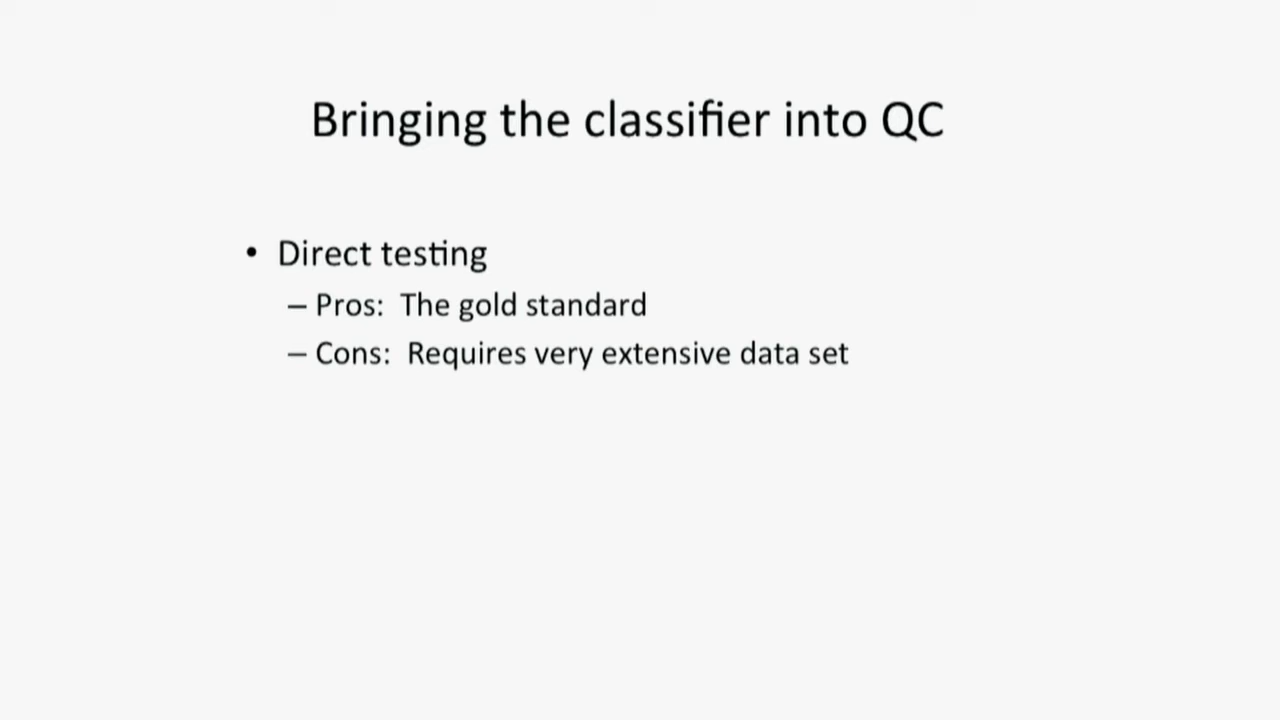 Bringing the classifier into QC
• Direct testing
– Pros: The gold standard
– Cons: Requires very extensive data set